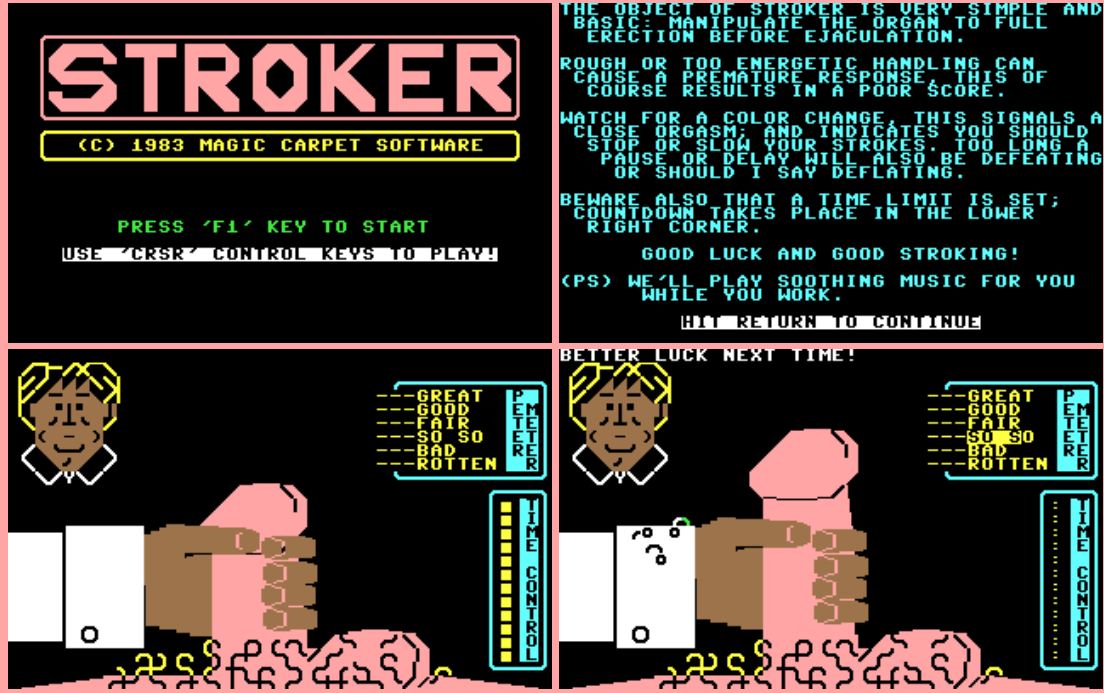 STROKER
(C) 1983 MAGIC CARPET SOFTWARE
PRESS 'F1' KEY TO START
USE 'CRSR' CONTROL KEYS TO PLAY!
THE OBJECT OF STROKER IS VERY SIMPLE AND
BASIC: MANIPULATE THE ORGAN TO FULL
ERECTION BEFORE EJACULATION.
ROUGH OR TOO ENERGETIC HANDLING CAN
CAUSE A PREMATURE RESPONSE, THIS OF
COURSE RESULTS IN A POOR SCORE.
WATCH FOR A COLOR CHANGE, THIS SIGNALS A
CLOSE ORGASM; AND INDICATES YOU SHOULD
STOP OR SLOW YOUR STROKES. TOO LONG A
PAUSE OR DELAY WILL ALSO BE DEFEATING
OR SHOULD I SAY DEFLATING.
BEWARE ALSO THAT A TIME LIMIT IS SET;
COUNTDOWN TAKES PLACE IN THE LOWER
RIGHT CORNER.
GOOD LUCK AND GOOD STROKING!
(PS) WE'LL PLAY SOOTHING MUSIC FOR YOU
WHILE YOU WORK.
HIT RETURN TO CONTINUE
---GREAT
---GOOD
---FAIR
---SO SO
---BAD
---ROTTEN
PETER
METER
TIME CONTROL
BETTER LUCK NEXT TIME!
---GREAT
---GOOD
---FAIR
---SO SO
---BAD
---ROTTEN
PETER
METER
TIME CONTROL